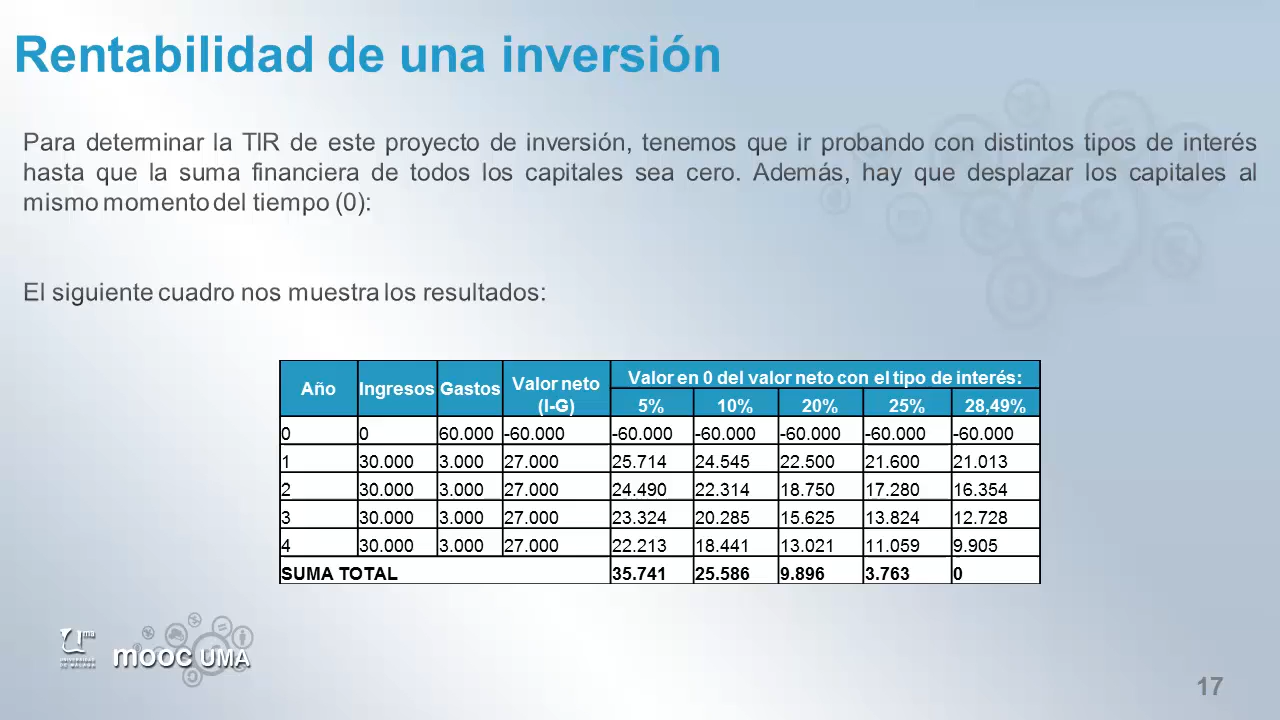 Rentabilidad de una inversión
Para determinar la TIR de este proyecto de inversión, tenemos que ir probando con distintos tipos de interés
hasta que la suma financiera de todos los capitales sea cero. Además, hay que desplazar los capitales al
mismo momento del tiempo (0):
El siguiente cuadro nos muestra los resultados:
Año Ingresos Gastos Valor neto (I-G) Valor en 0 del valor neto con el tipo de interés:
5% 10% 20% 25% 28,49%
0 0 60.000 -60.000 -60.000 -60.000 -60.000 -60.000 -60.000
1 30.000 3.000 27.000 25.714 24.545 22.500 21.600 21.013
2 30.000 3.000 27.000 24.490 22.314 18.750 17.280 16.354
3 30.000 3.000 27.000 23.324 20.285 15.625 13.824 12.728
4 30.000 3.000 27.000 22.213 18.441 13.021 11.059 9.905
SUMA TOTAL 35.741 25.586 9.896 3.763 0
uma
mooc UMA
17